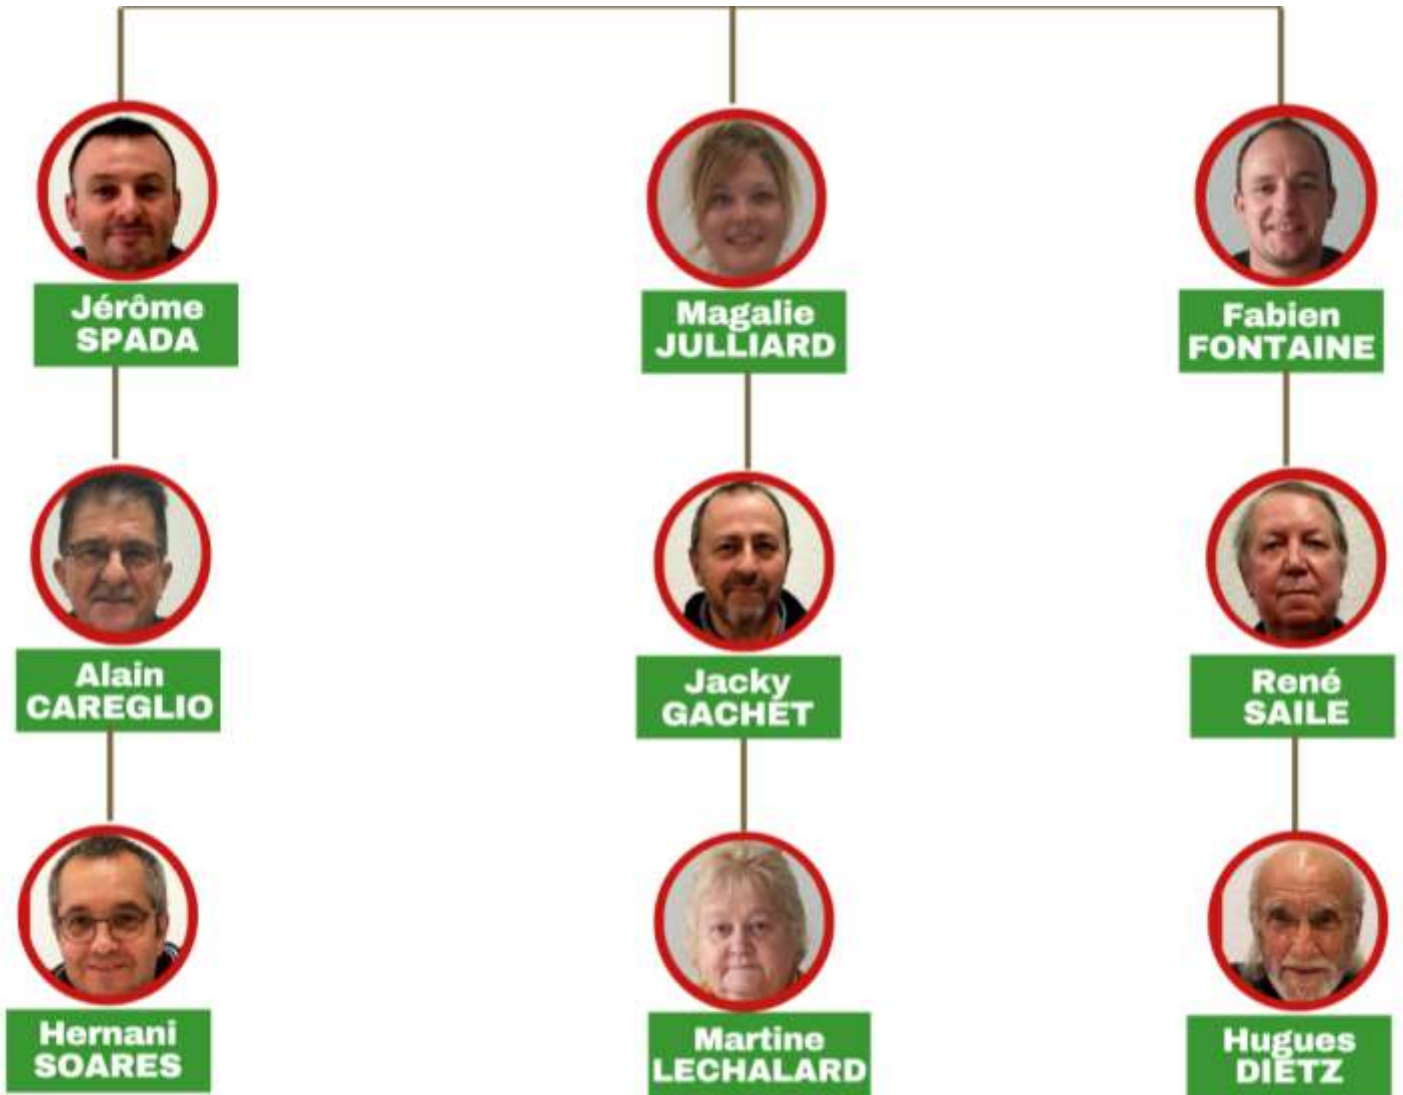 Jérôme
SPADA
Magalie
JULLIARD
Fabien
FONTAINE
Alain
CAREGLIO
Jacky
GACHET
René
SAILE
Hernani
SOARES
Martine
LECHALARD
Hugues
DIETZ